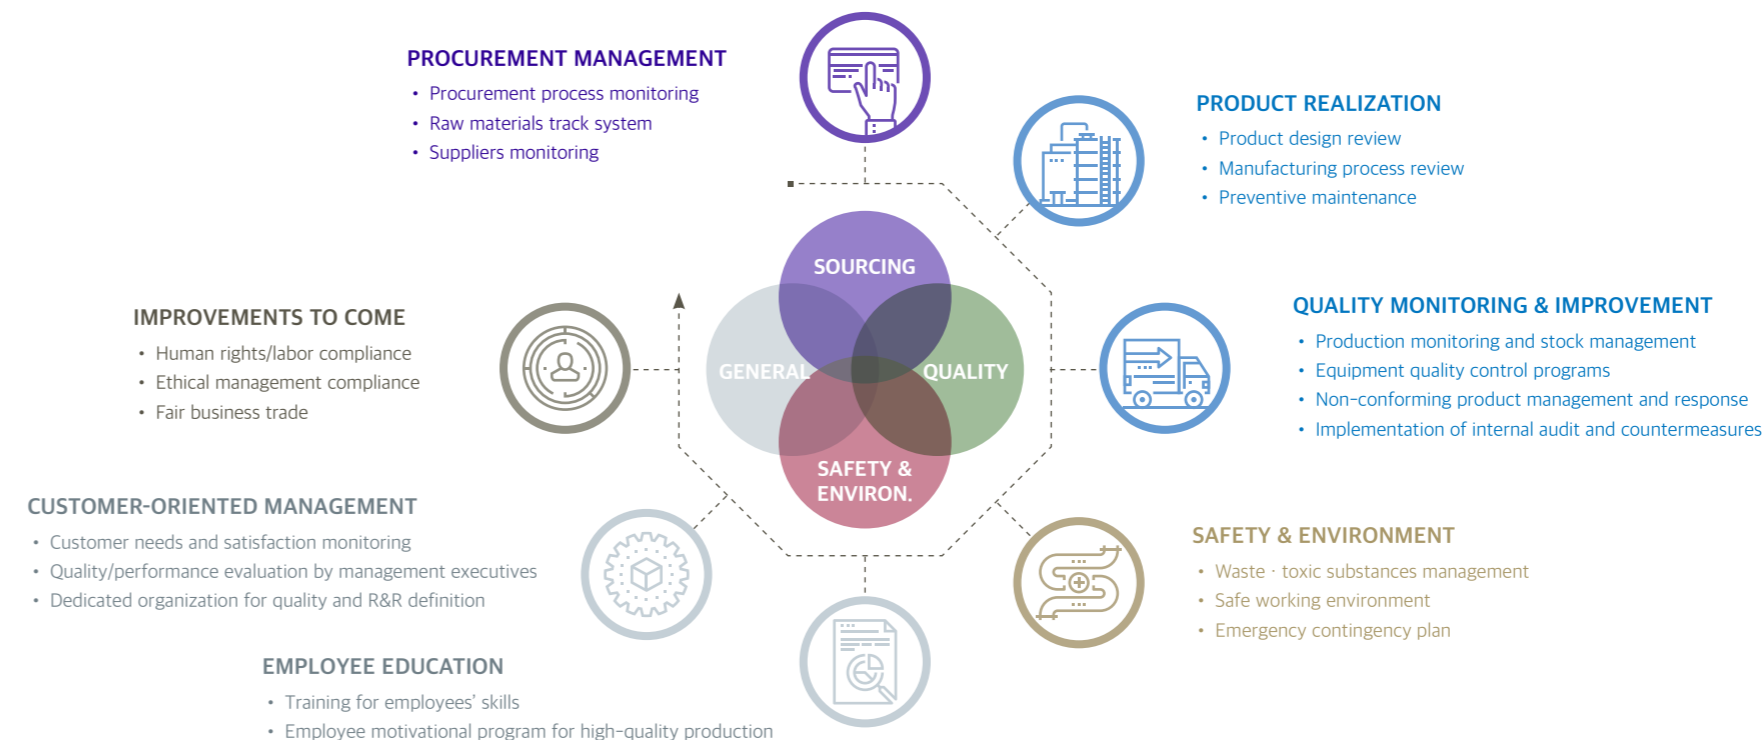 PROCUREMENT MANAGEMENT
• Procurement process monitoring
• Raw materials track system
• Suppliers monitoring
PRODUCT REALIZATION
• Product design review
• Manufacturing process review
• Preventive maintenance
SOURCING
GENERAL
QUALITY
SAFETY &
ENVIRON.
QUALITY MONITORING & IMPROVEMENT
• Production monitoring and stock management
• Equipment quality control programs
• Non-conforming product management and response
• Implementation of internal audit and countermeasures
IMPROVEMENTS TO COME
• Human rights/labor compliance
• Ethical management compliance
• Fair business trade
CUSTOMER-ORIENTED MANAGEMENT
• Customer needs and satisfaction monitoring
• Quality/performance evaluation by management executives
• Dedicated organization for quality and R&R definition
SAFETY & ENVIRONMENT
• Waste · toxic substances management
• Safe working environment
• Emergency contingency plan
EMPLOYEE EDUCATION
• Training for employees’ skills
• Employee motivational program for high-quality production